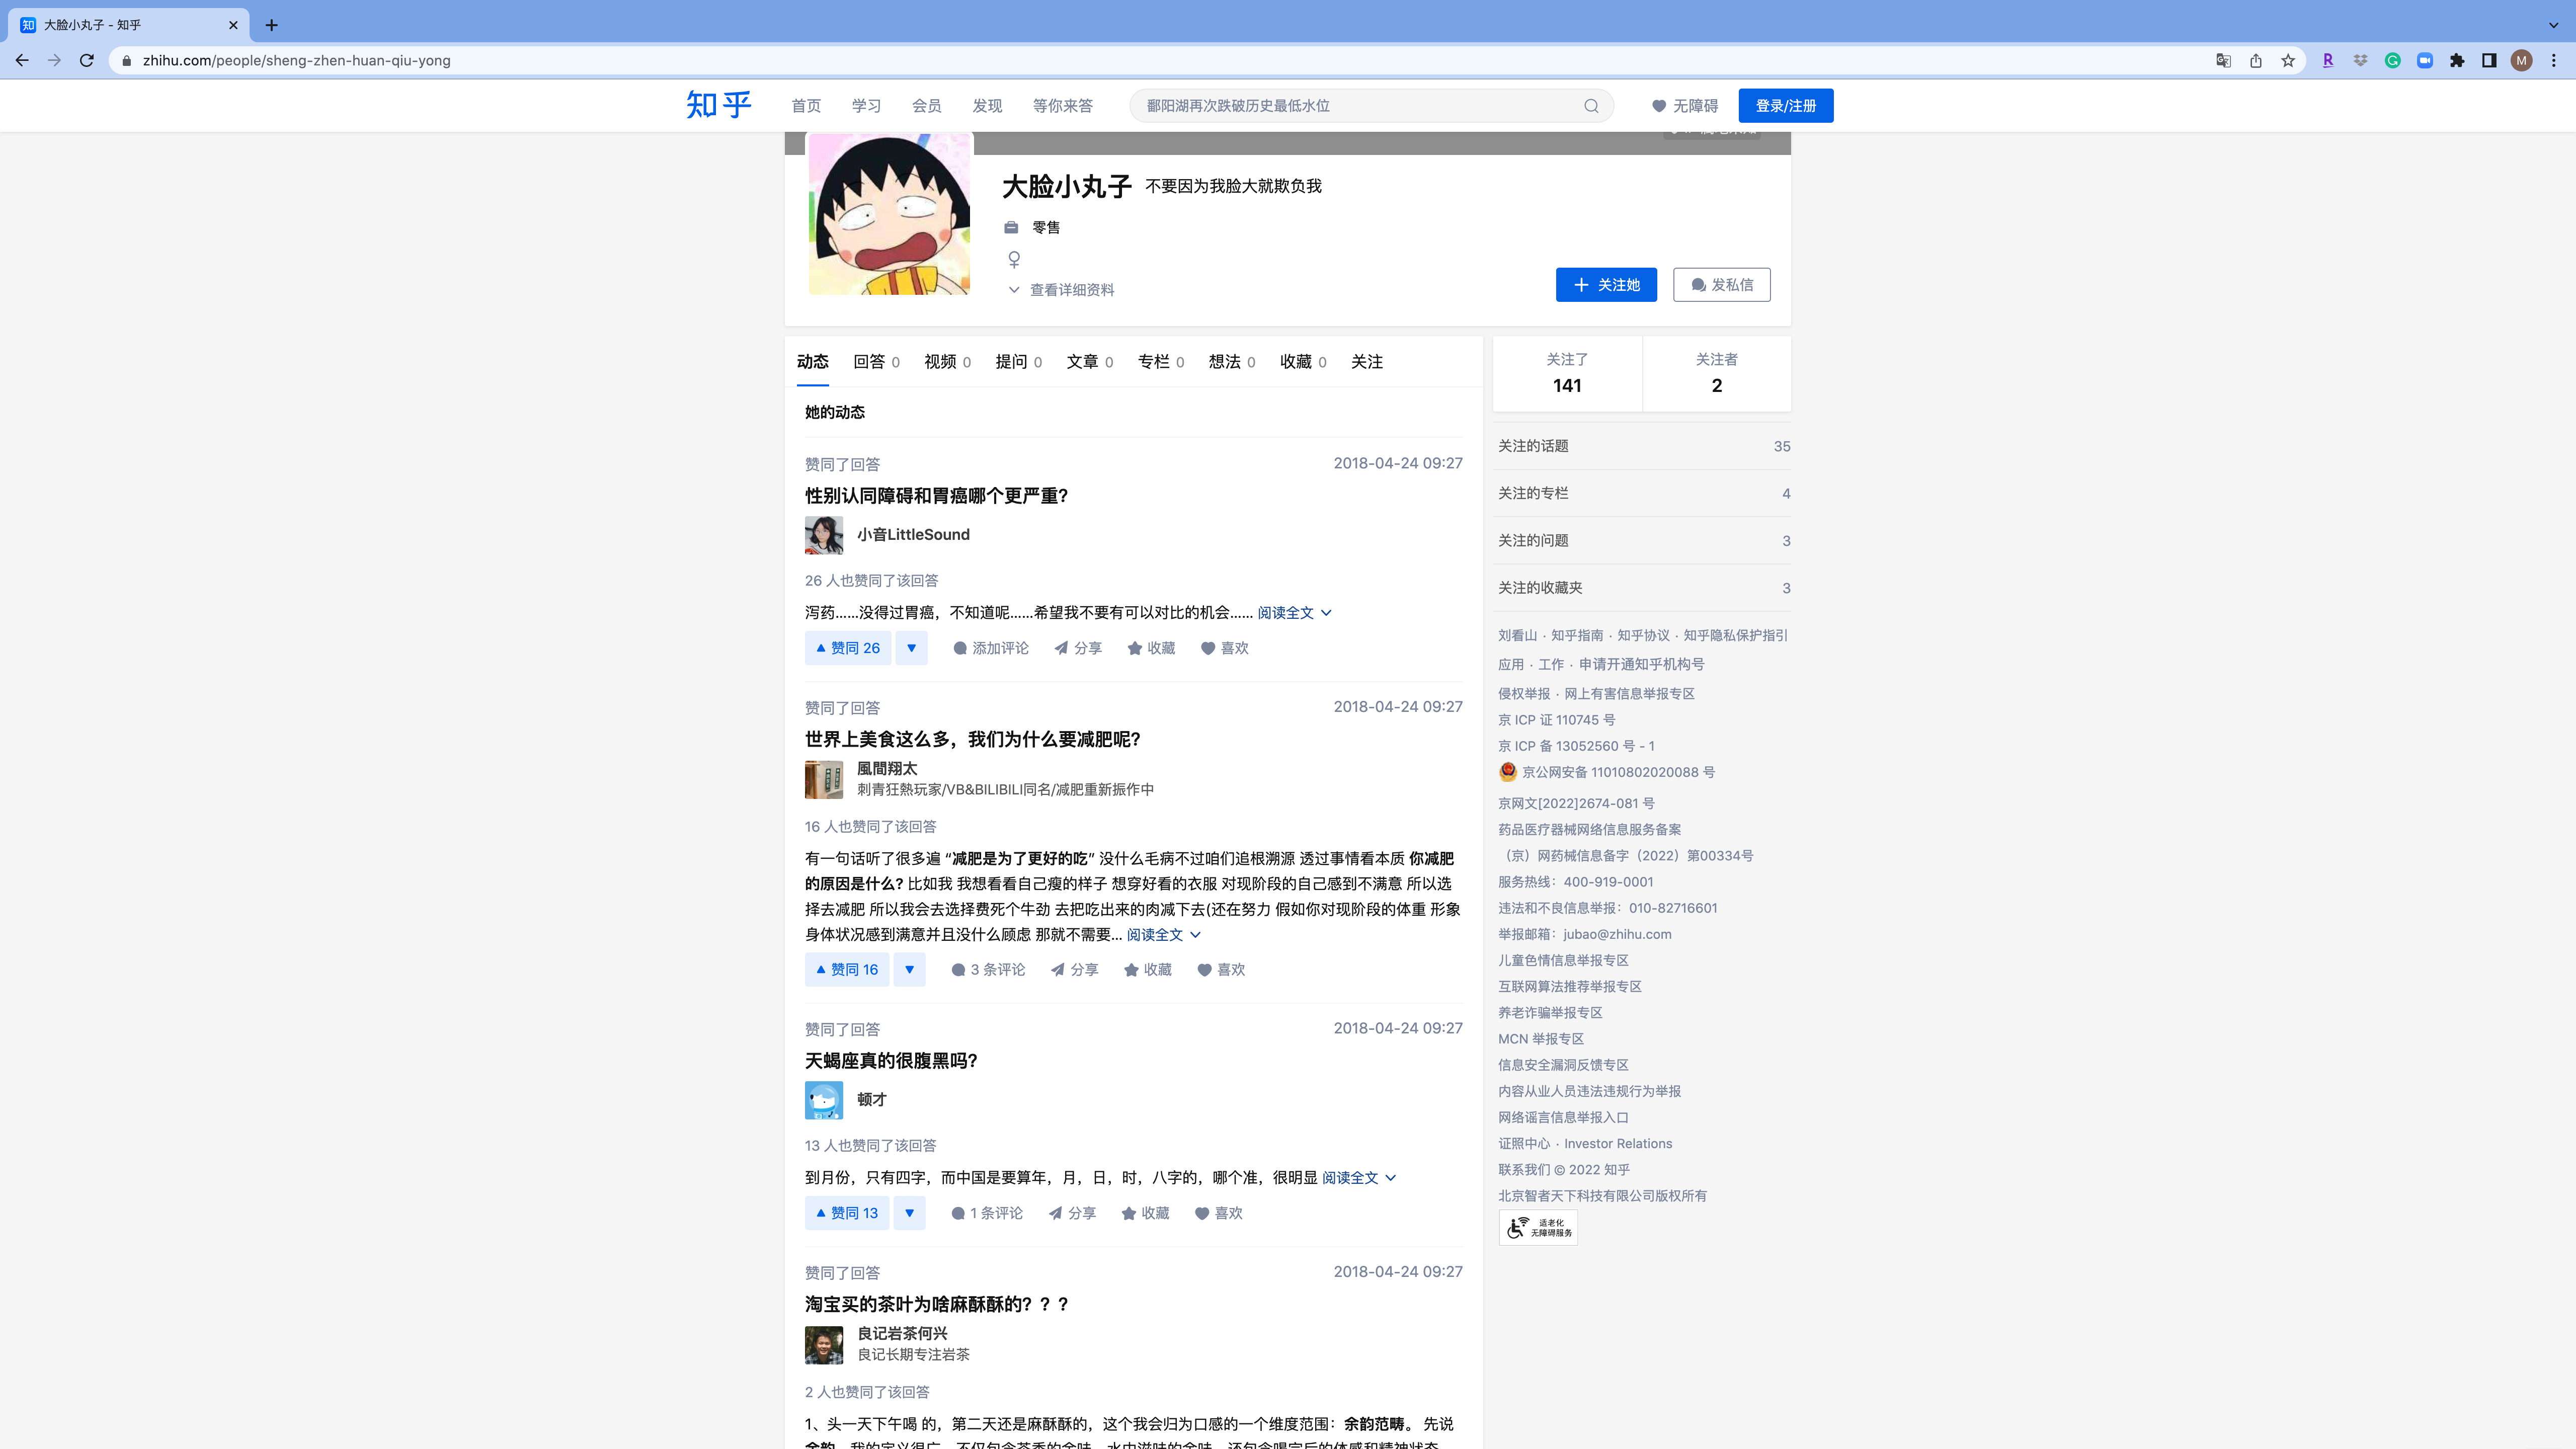 大脸小丸子 - 知乎
zhihu.com/people/sheng-zhen-huan-qiu-yong
M
知乎
首页 学习 会员 发现 等你来答
鄱阳湖再次跌破历史最低水位
无障碍
登录/注册
大脸小丸子 不要因为我脸大就欺负我
零售
查看详细资料
关注她
发私信
动态 回答 0 视频 0 提问 0 文章 0 专栏 0 想法 0 收藏 0 关注
她的动态
赞同了回答 2018-04-24 09:27
性别认同障碍和胃癌哪个更严重?
小音LittleSound
26 人也赞同了该回答
泻药……没得过胃癌，不知道呢……希望我不要有可以对比的机会…… 阅读全文
赞同 26 添加评论 分享 收藏 喜欢
赞同了回答 2018-04-24 09:27
世界上美食这么多，我们为什么要减肥呢?
風間翔太
刺青狂熱玩家/VB&BILIBILI同名/减肥重新振作中
16 人也赞同了该回答
有一句话听了很多遍 “减肥是为了更好的吃” 没什么毛病不过咱们追根溯源 透过事情看本质 你减肥
的原因是什么? 比如我 我想看看自己瘦的样子 想穿好看的衣服 对现阶段的自己感到不满意 所以选
择去减肥 所以我会去选择费死个牛劲 去把吃出来的肉减下去(还在努力 假如你对现阶段的体重 形象
身体状况感到满意并且没什么顾虑 那就不需要... 阅读全文
赞同 16 3 条评论 分享 收藏 喜欢
赞同了回答 2018-04-24 09:27
天蝎座真的很腹黑吗?
顿才
13 人也赞同了该回答
到月份，只有四字，而中国是要算年，月，日，时，八字的，哪个准，很明显 阅读全文
赞同 13 1 条评论 分享 收藏 喜欢
赞同了回答 2018-04-24 09:27
淘宝买的茶叶为啥麻酥酥的？？？
良记岩茶何兴
良记长期专注岩茶
2 人也赞同了该回答
1、头一天下午喝 的，第二天还是麻酥酥的，这个我会归为口感的一个维度范围：余韵范畴。 先说
余韵，我的定义很广，不仅包含茶香的余味，水中滋味的余味，还包含喝完后的体感和精神状态
关注了 关注者
141 2
关注的话题 35
关注的专栏 4
关注的问题 3
关注的收藏夹 3
刘看山 · 知乎指南 · 知乎协议 · 知乎隐私保护指引
应用 · 工作 · 申请开通知乎机构号
侵权举报 · 网上有害信息举报专区
京 ICP 证 110745 号
京 ICP 备 13052560 号 - 1
京公网安备 11010802020088 号
京网文[2022]2674-081 号
药品医疗器械网络信息服务备案
（京）网药械信息备字（2022）第00334号
服务热线：400-919-0001
违法和不良信息举报：010-82716601
举报邮箱：jubao@zhihu.com
儿童色情信息举报专区
互联网算法推荐举报专区
养老诈骗举报专区
MCN 举报专区
信息安全漏洞反馈专区
内容从业人员违法违规行为举报
网络谣言信息举报入口
证照中心 · Investor Relations
联系我们 © 2022 知乎
北京智者天下科技有限公司版权所有
适老化
无障碍服务